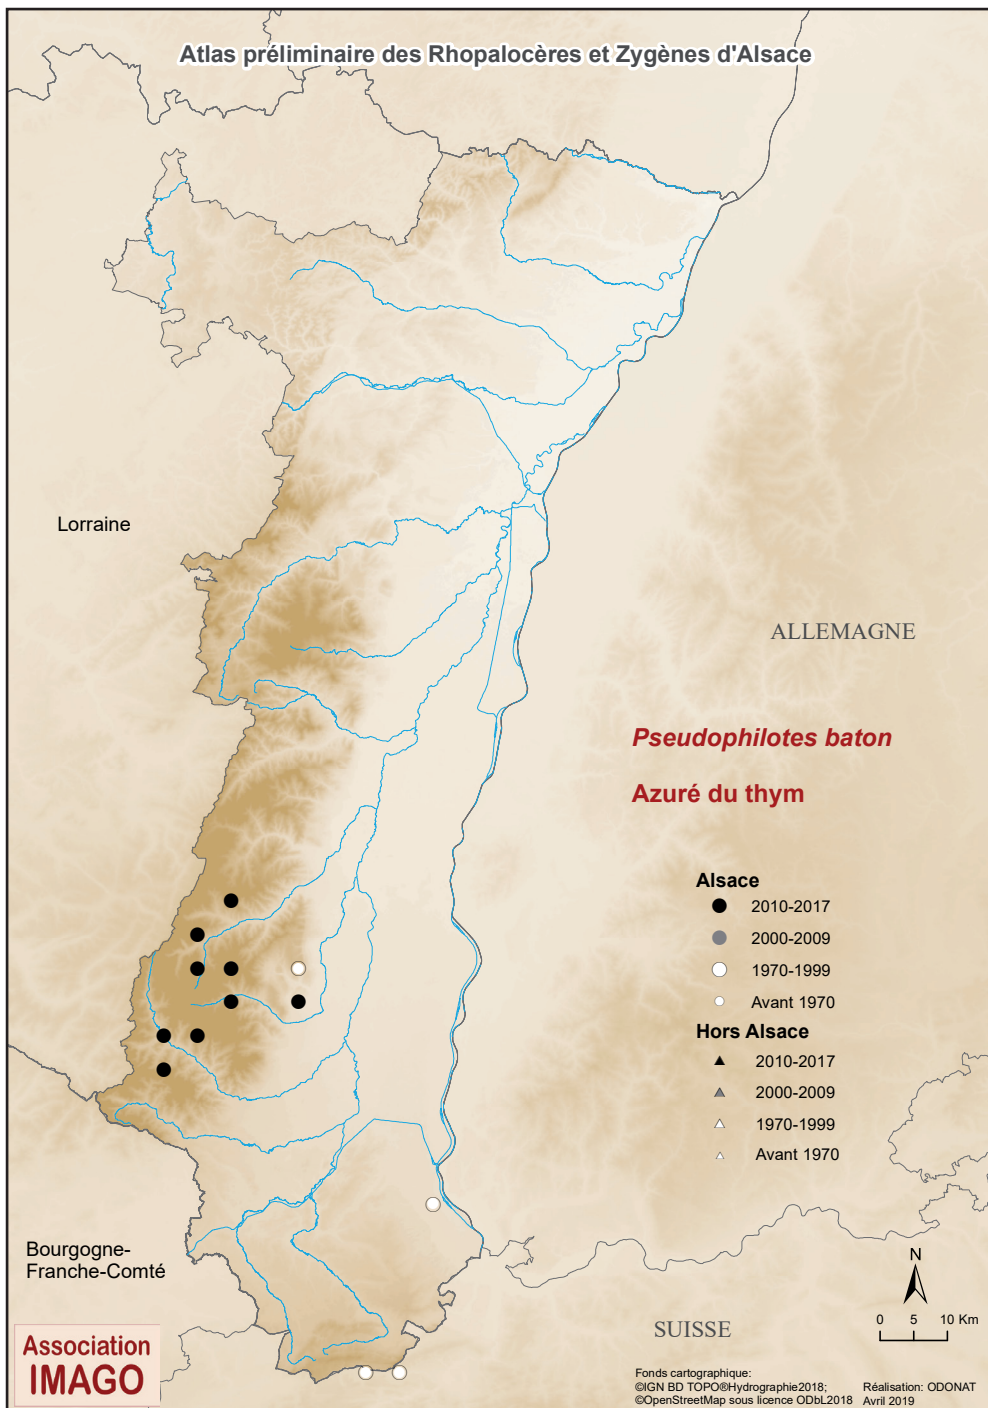 Atlas préliminaire des Rhopalocères et Zygènes d'Alsace
Lorraine
ALLEMAGNE
Pseudophilotes baton
Azuré du thym
Alsace
2010-2017
2000-2009
1970-1999
Avant 1970
Hors Alsace
2010-2017
2000-2009
1970-1999
Avant 1970
Bourgogne-
Franche-Comté
N
0 5 10 Km
SUISSE
Association
IMAGO
Fonds cartographique:
©IGN BD TOPO®Hydrographie2018;
©OpenStreetMap sous licence ODbL2018
Réalisation: ODONAT
Avril 2019